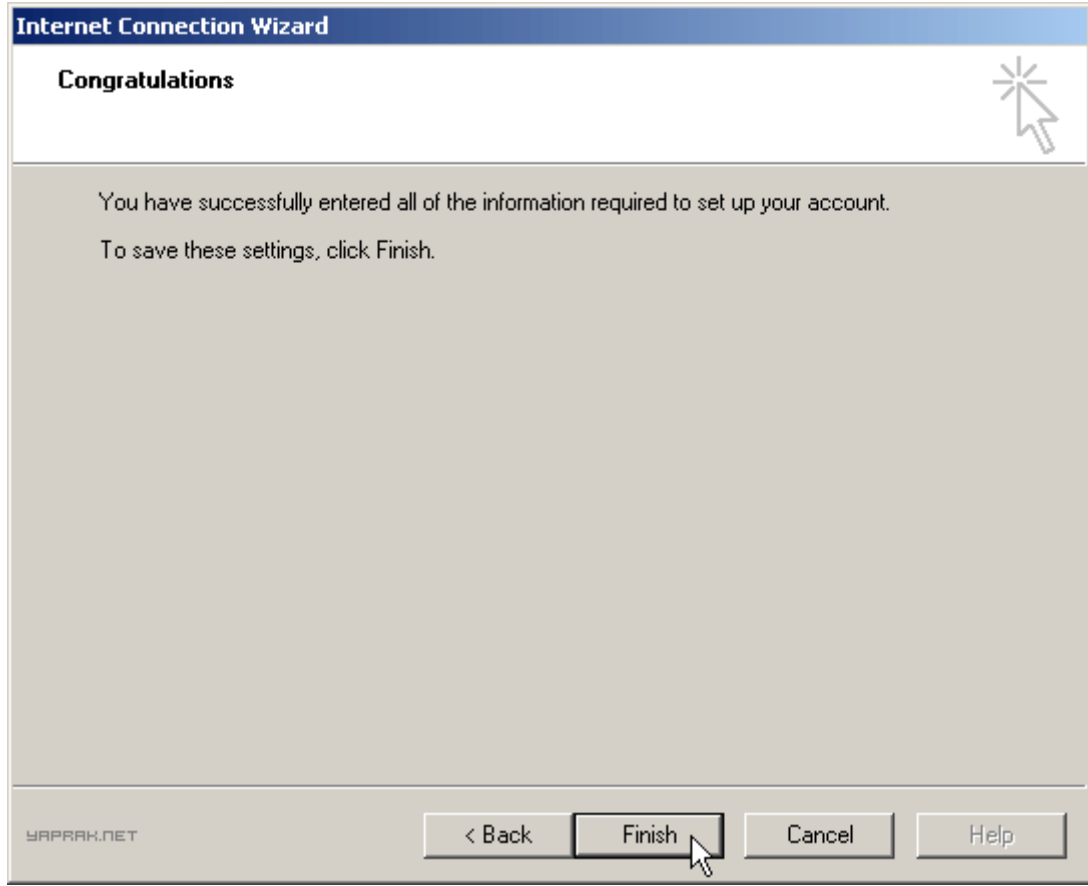 Internet Connection Wizard
Congratulations
You have successfully entered all of the information required to set up your account.
To save these settings, click Finish.
YAPRAK.NET
< Back
Finish
Cancel
Help